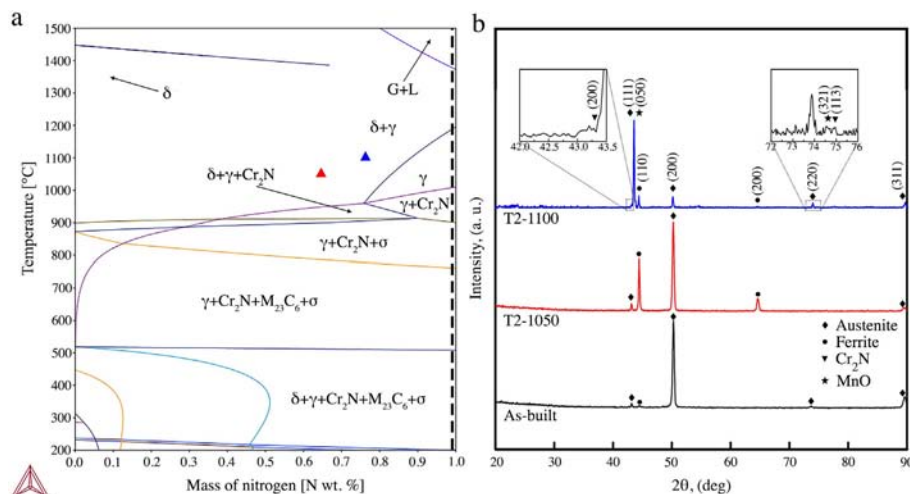 a
1500
1400
1300
1200
1100
1000
900
800
700
600
500
400
300
200
Temperature [°C]
0.0 0.1 0.2 0.3 0.4 0.5 0.6 0.7 0.8 0.9 1.0
Mass of nitrogen [N wt. %]
δ
G+L
δ+γ
δ+γ+Cr₂N
γ
γ+Cr₂N
γ+Cr₂N+σ
γ+Cr₂N+M₂₃C₆+σ
δ+γ+Cr₂N+M₂₃C₆+σ
b
Intensity, (a. u.)
(200)
42.0 42.5 43.0 43.5
(111)
(050)
(110)
(200)
(321)
(113)
72 73 74 75 76
(200)
(220)
(311)
T2-1100
T2-1050
As-built
♦ Austenite
● Ferrite
▼ Cr₂N
★ MnO
20 30 40 50 60 70 80 90
2θ, (deg)